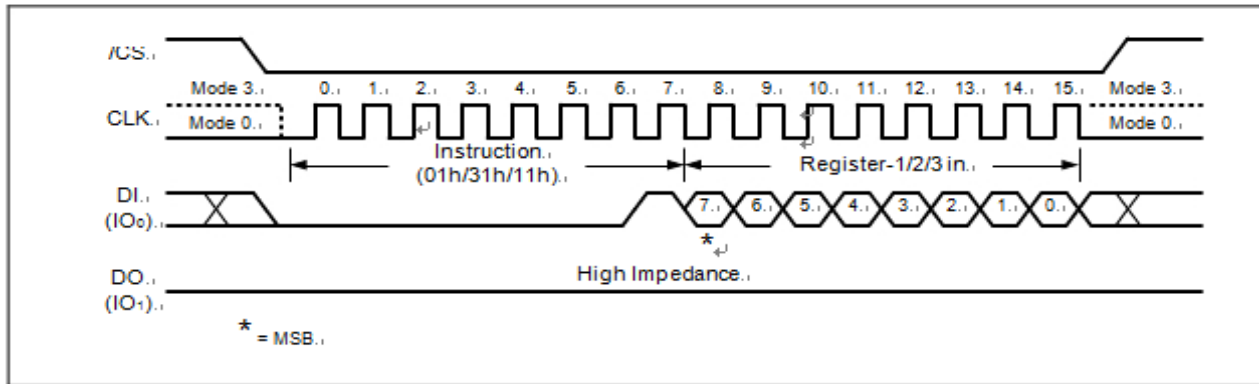 /CS
Mode 3 0 1 2 3 4 5 6 7 8 9 10 11 12 13 14 15 Mode 3
CLK Mode 0 Mode 0
Instruction
(01h/31h/11h)
Register-1/2/3 in
DI
(IO₀)
7 6 5 4 3 2 1 0
*
DO
(IO₁)
High Impedance
* = MSB